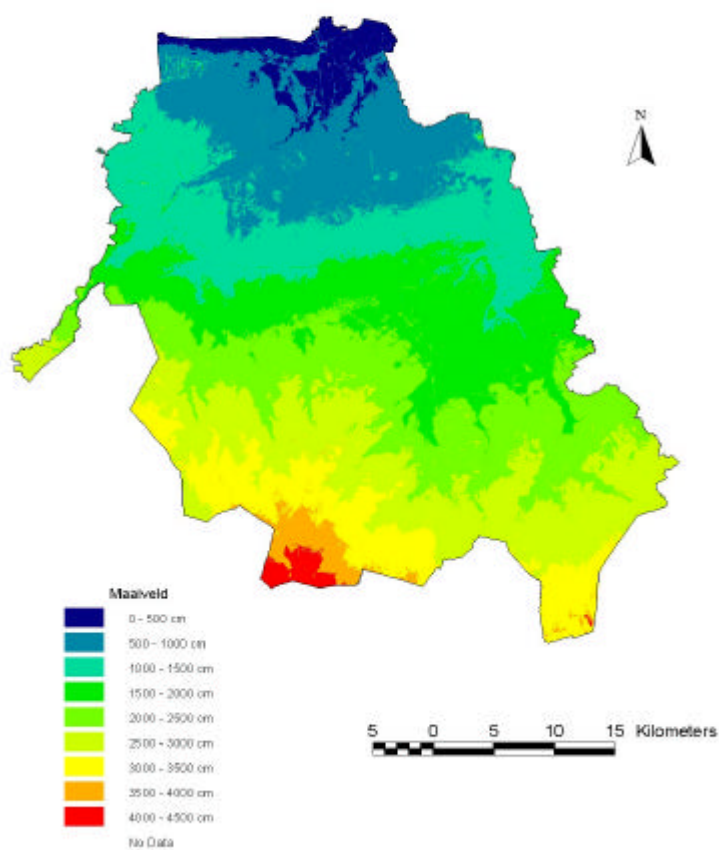 N
Maaiveld
0 - 500 cm
500 - 1000 cm
1000 - 1500 cm
1500 - 2000 cm
2000 - 2500 cm
2500 - 3000 cm
3000 - 3500 cm
3500 - 4000 cm
4000 - 4500 cm
No Data
5 0 5 10 15 Kilometers